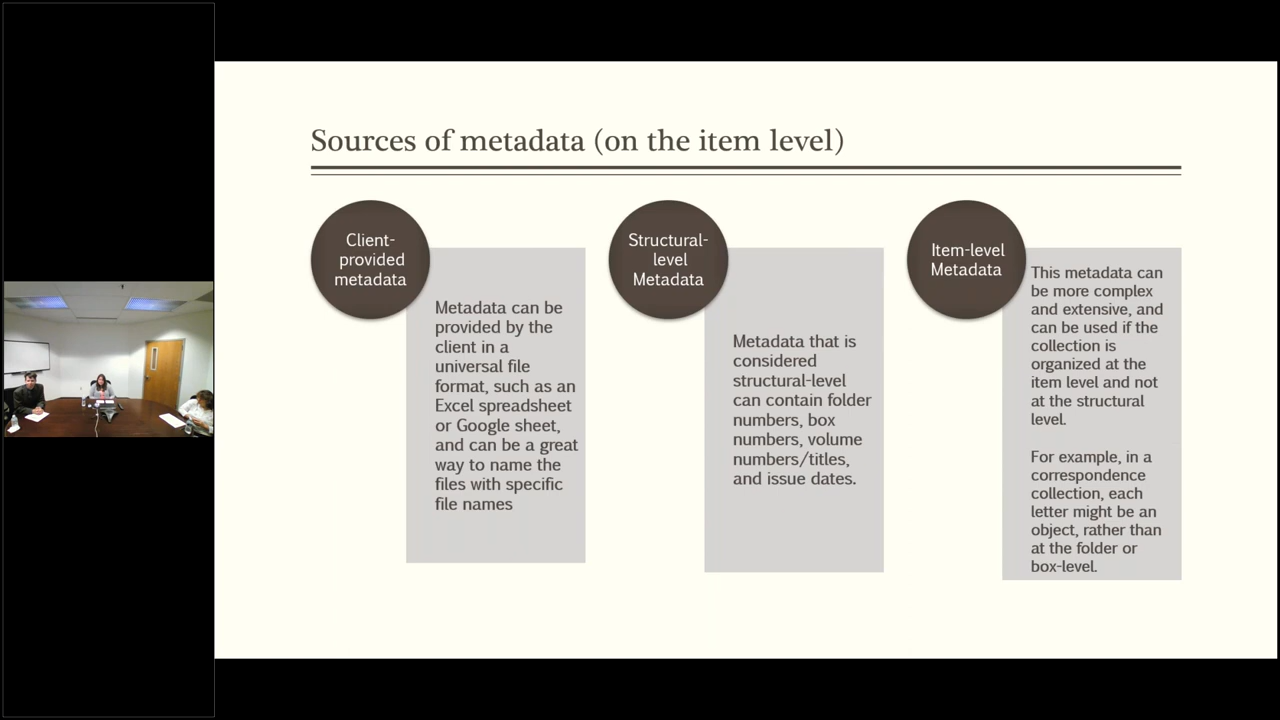 Sources of metadata (on the item level)
Client-
provided
metadata
Metadata can be
provided by the
client in a
universal file
format, such as an
Excel spreadsheet
or Google sheet,
and can be a great
way to name the
files with specific
file names
Structural-
level
Metadata
Metadata that is
considered
structural-level
can contain folder
numbers, box
numbers, volume
numbers/titles,
and issue dates.
Item-level
Metadata
This metadata can
be more complex
and extensive, and
can be used if the
collection is
organized at the
item level and not
at the structural
level.
For example, in a
correspondence
collection, each
letter might be an
object, rather than
at the folder or
box-level.